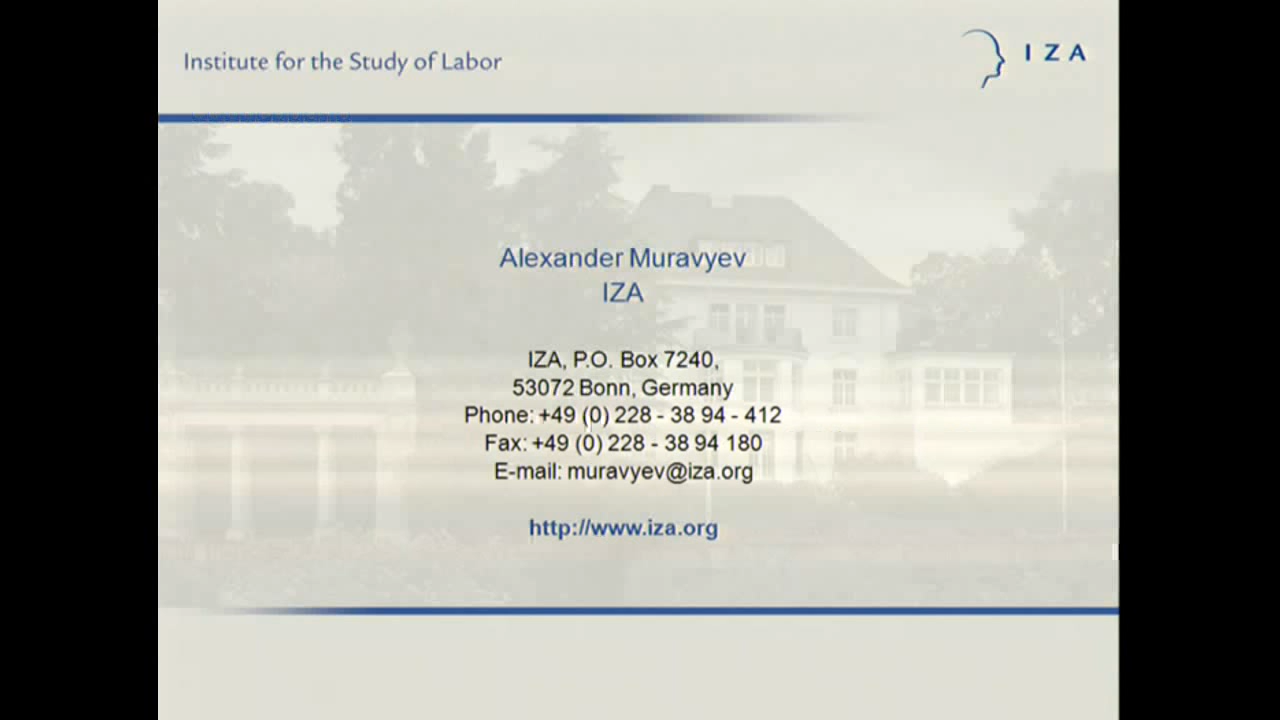 Institute for the Study of Labor
IZA
Alexander Muravyev
IZA
IZA, P.O. Box 7240,
53072 Bonn, Germany
Phone: +49 (0) 228 - 38 94 - 412
Fax: +49 (0) 228 - 38 94 180
E-mail: muravyev@iza.org
http://www.iza.org